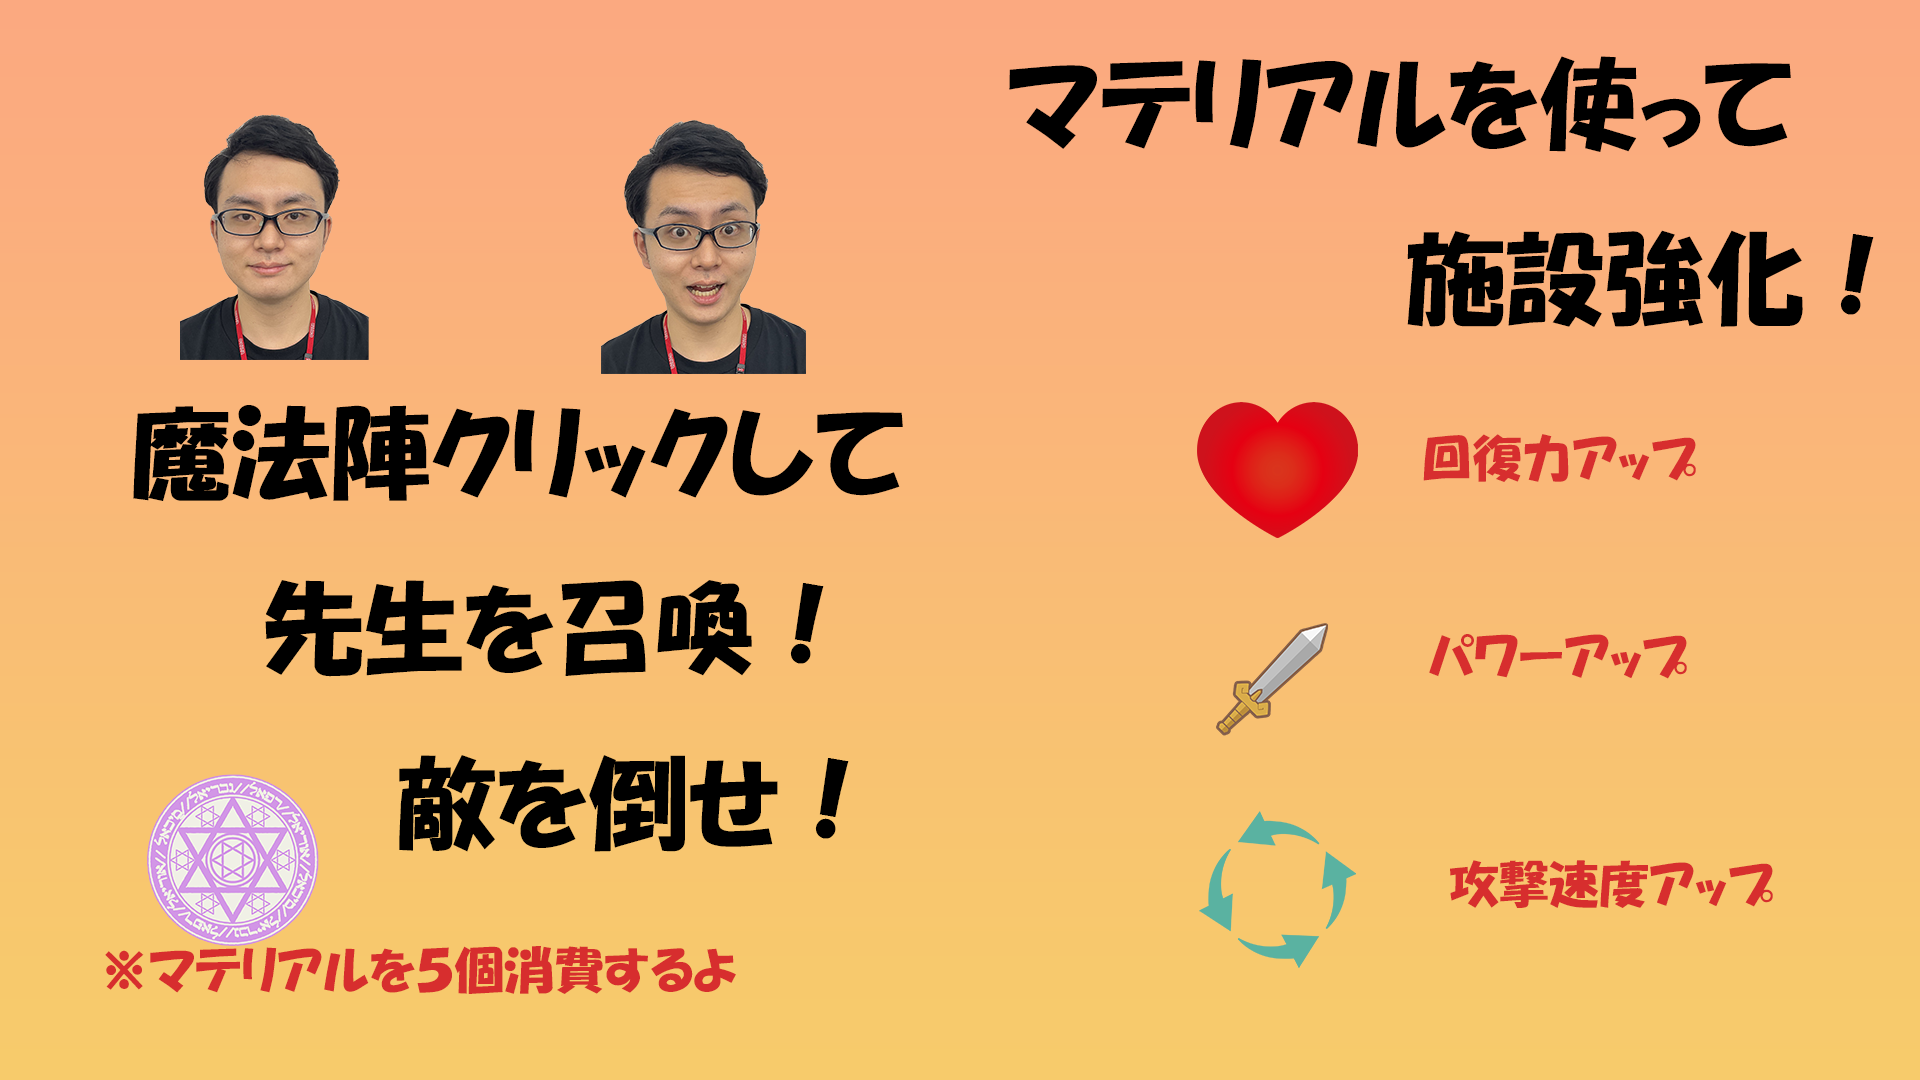 魔法陣クリックして
先生を召喚！
敵を倒せ！
※マテリアルを５個消費するよ
マテリアルを使って
施設強化！
回復力アップ
パワーアップ
攻撃速度アップ